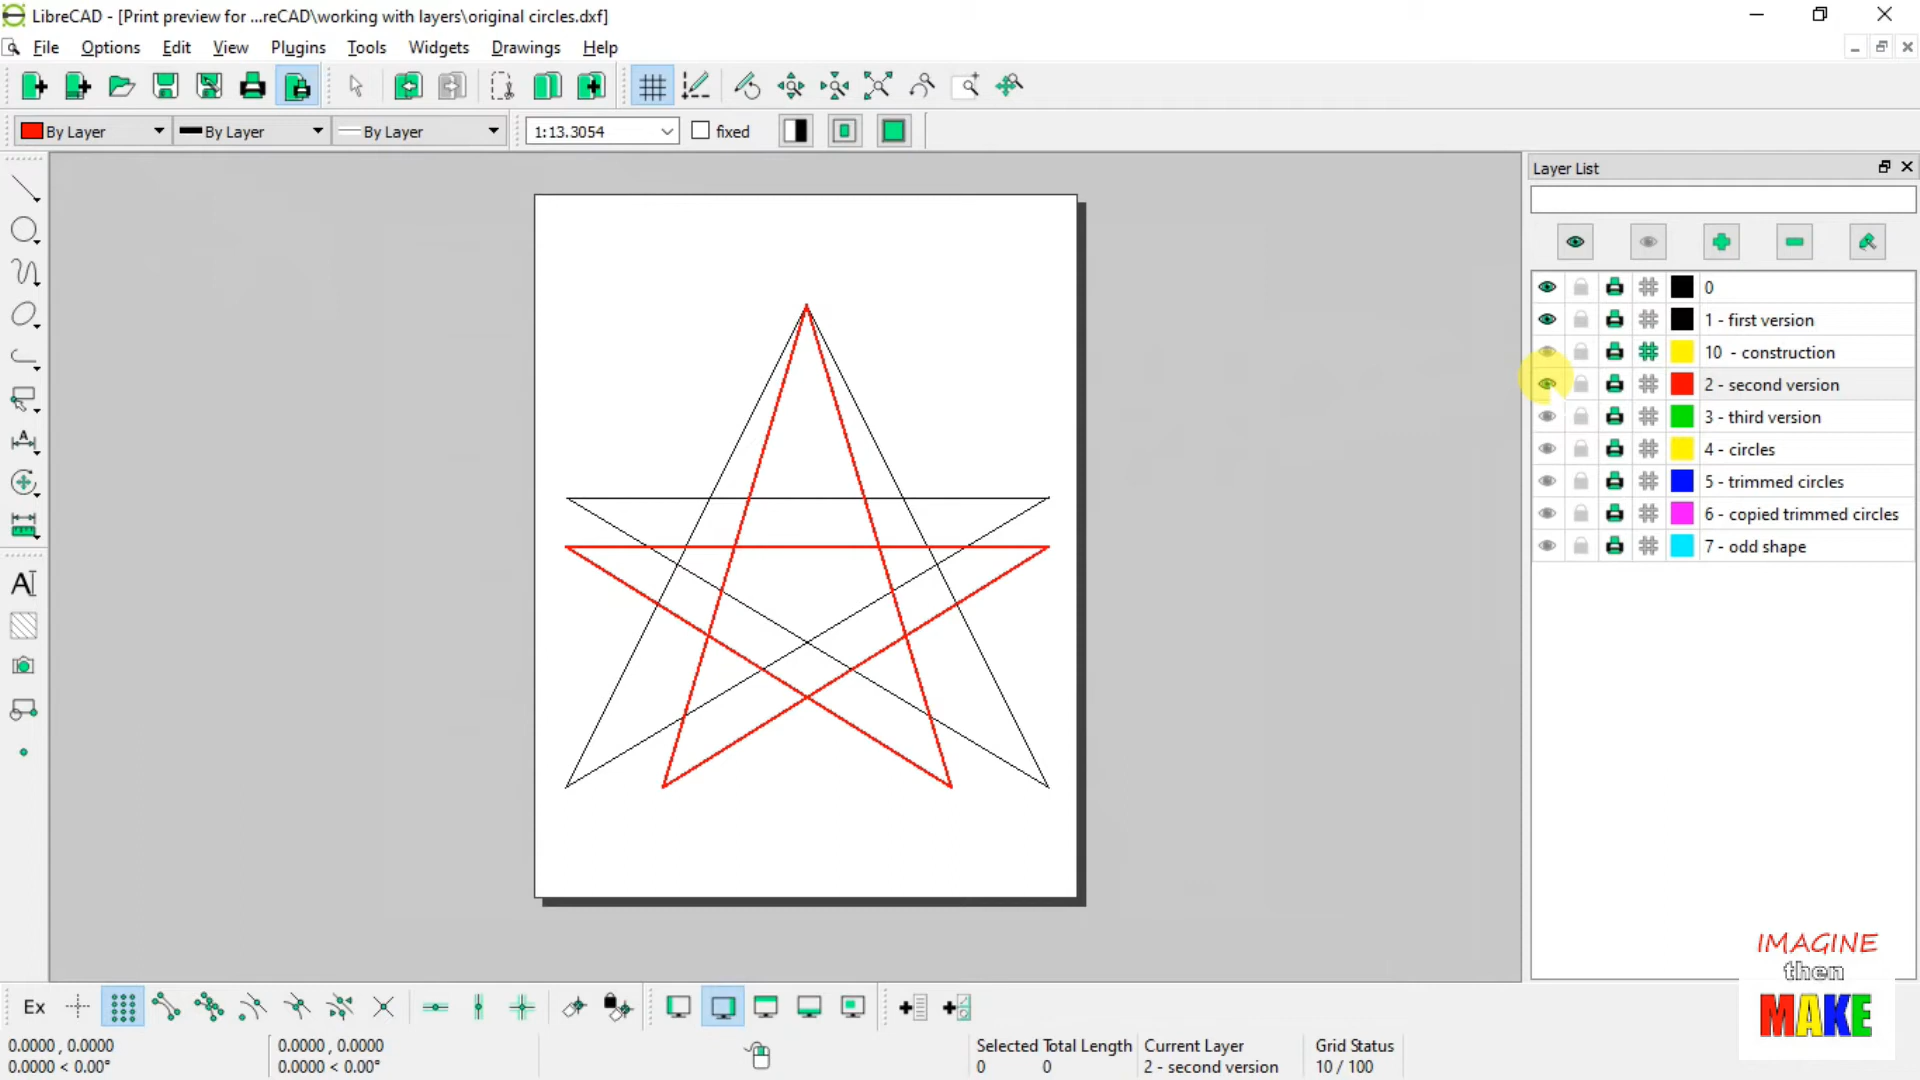 LibreCAD - [Print preview for ...reCAD\working with layers\original circles.dxf]
File Options Edit View Plugins Tools Widgets Drawings Help
By Layer By Layer By Layer 1:13.3054 fixed
Layer List
0
1 - first version
10 - construction
2 - second version
3 - third version
4 - circles
5 - trimmed circles
6 - copied trimmed circles
7 - odd shape
A
IMAGINE
then
MAKE
Ex
0.0000 , 0.0000 0.0000 , 0.0000 Selected Total Length Current Layer Grid Status
0.0000 < 0.00° 0.0000 < 0.00° 0 0 2 - second version 10 / 100